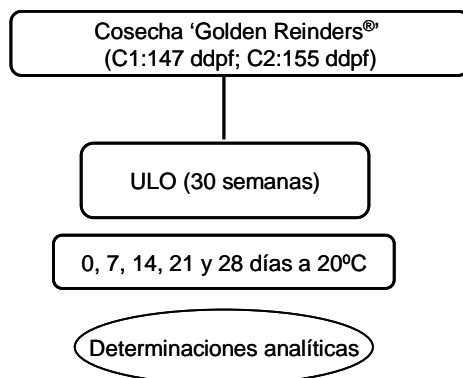 Cosecha ‘Golden Reinders®’
(C1:147 ddpf; C2:155 ddpf)
ULO (30 semanas)
0, 7, 14, 21 y 28 días a 20ºC
Determinaciones analíticas